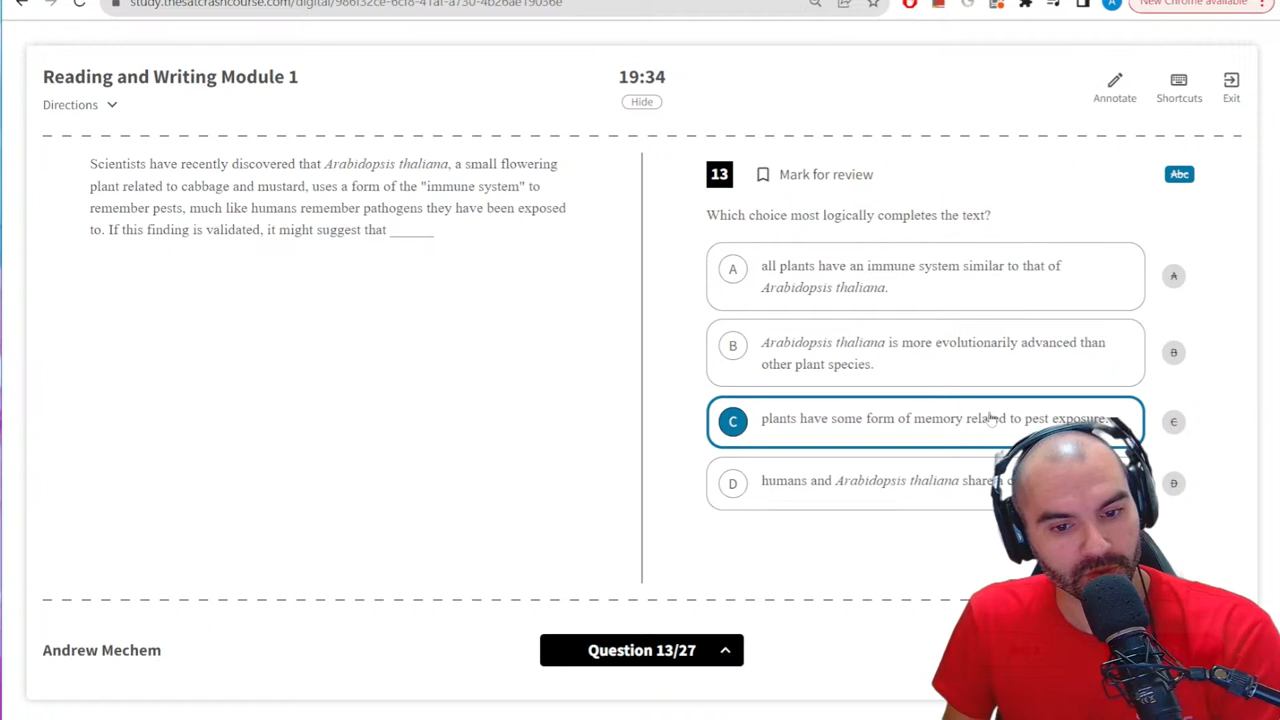 study.thesatcrashcourse.com/digital/
New Chrome available
Reading and Writing Module 1
Directions
19:34
Hide
Annotate
Shortcuts
Exit
Scientists have recently discovered that Arabidopsis thaliana, a small flowering
plant related to cabbage and mustard, uses a form of the "immune system" to
remember pests, much like humans remember pathogens they have been exposed
to. If this finding is validated, it might suggest that ______
13
Mark for review
Abc
Which choice most logically completes the text?
A
all plants have an immune system similar to that of
Arabidopsis thaliana.
A
B
Arabidopsis thaliana is more evolutionarily advanced than
other plant species.
B
C
plants have some form of memory related to pest exposure.
C
D
humans and Arabidopsis thaliana share a
D
Andrew Mechem
Question 13/27